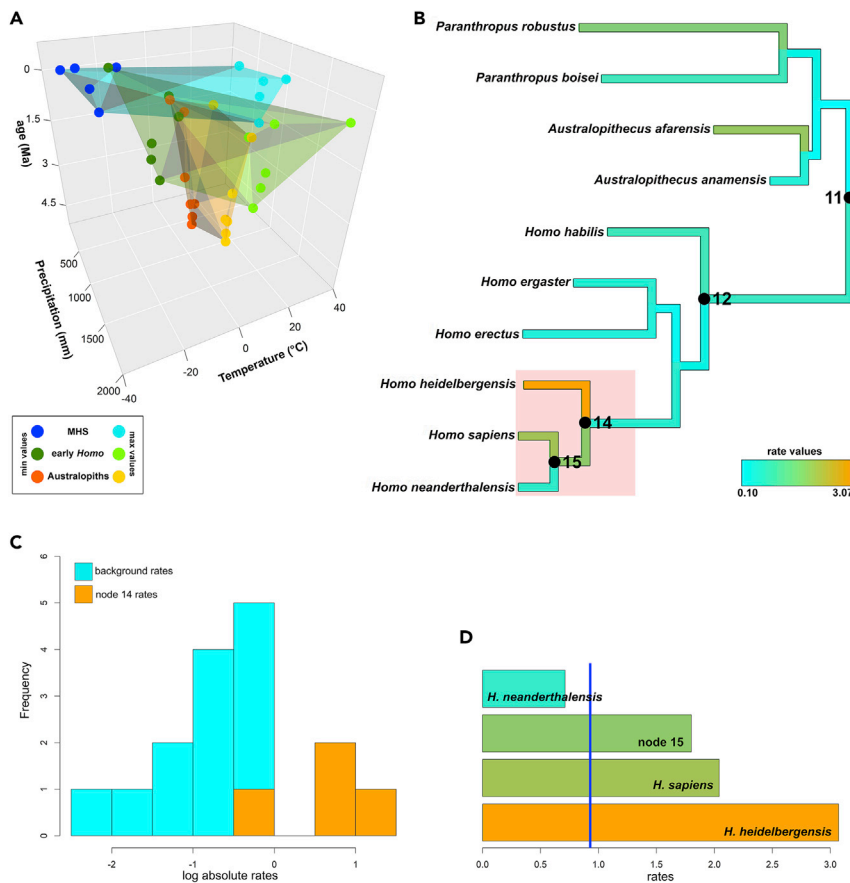 A
0
1.5
3
4.5
age (Ma)
500
1000
1500
2000
Precipitation (mm)
-40
-20
0
20
40
Temperature (°C)
min values
MHS
early Homo
Australopiths
max values
B
Paranthropus robustus
Paranthropus boisei
Australopithecus afarensis
Australopithecus anamensis
11
Homo habilis
Homo ergaster
12
Homo erectus
Homo heidelbergensis
14
Homo sapiens
15
Homo neanderthalensis
rate values
0.10 3.07
C
background rates
node 14 rates
6
5
4
3
2
1
0
Frequency
-2 -1 0 1
log absolute rates
D
H. neanderthalensis
node 15
H. sapiens
H. heidelbergensis
0.0 0.5 1.0 1.5 2.0 2.5 3.0
rates